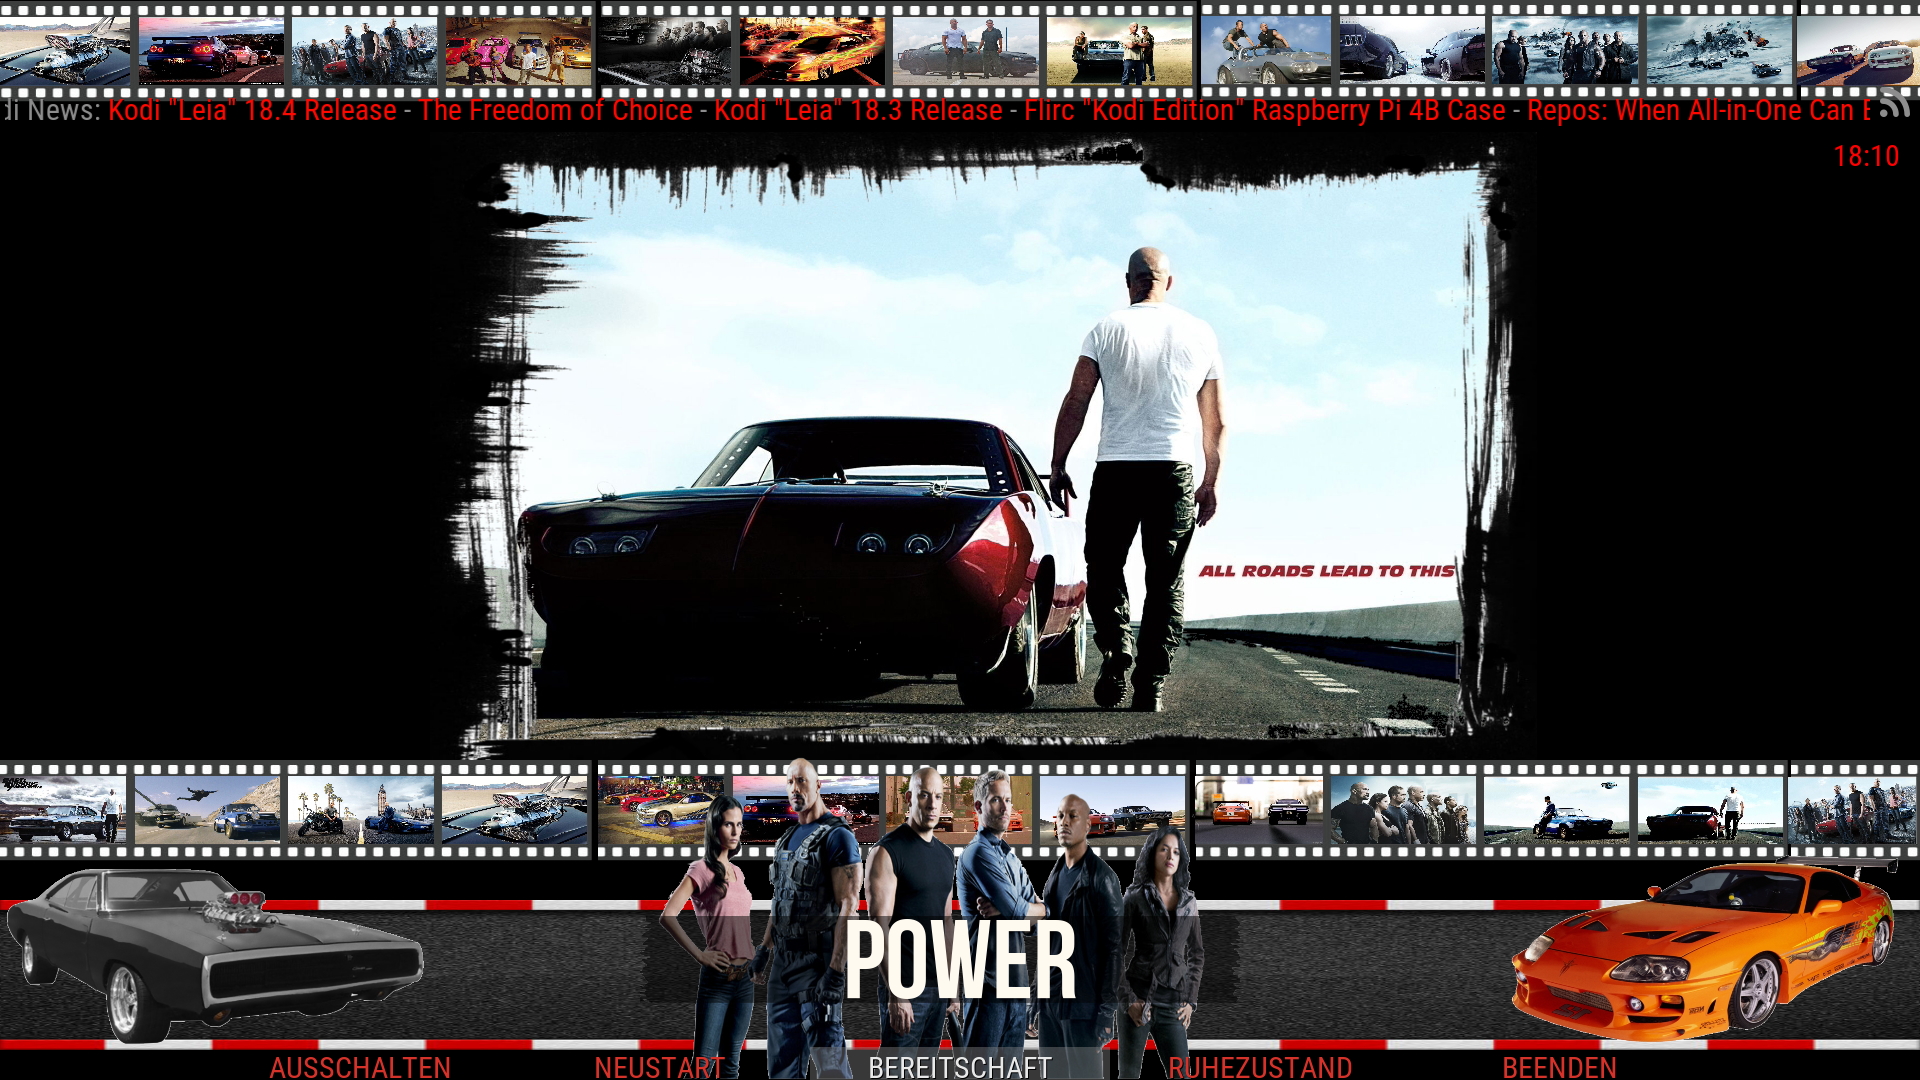 News: Kodi "Leia" 18.4 Release - The Freedom of Choice - Kodi "Leia" 18.3 Release - Flirc "Kodi Edition" Raspberry Pi 4B Case - Repos: When All-in-One Can
18:10
ALL ROADS LEAD TO THIS
POWER
AUSSCHALTEN NEUSTART BEREITSCHAFT RUHEZUSTAND BEENDEN